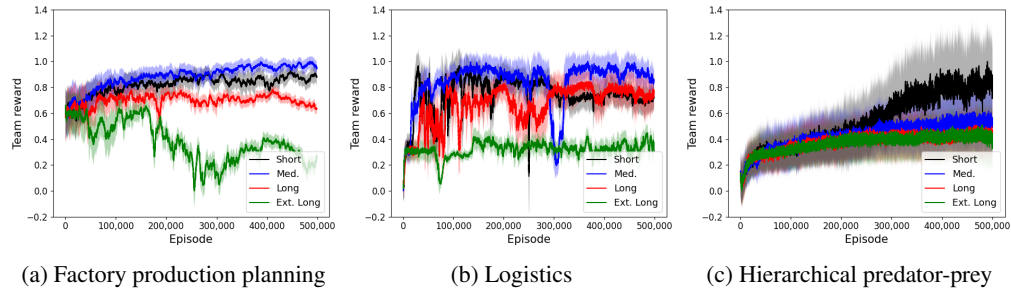 1.4
1.2
1.0
0.8
0.6
0.4
0.2
0.0
−0.2
Team reward
0
100,000
200,000
300,000
400,000
500,000
Episode
Short
Med.
Long
Ext. Long
(a) Factory production planning
1.4
1.2
1.0
0.8
0.6
0.4
0.2
0.0
−0.2
Team reward
0
100,000
200,000
300,000
400,000
500,000
Episode
Short
Med.
Long
Ext. Long
(b) Logistics
1.4
1.2
1.0
0.8
0.6
0.4
0.2
0.0
−0.2
Team reward
0
100,000
200,000
300,000
400,000
500,000
Episode
Short
Med.
Long
Ext. Long
(c) Hierarchical predator-prey